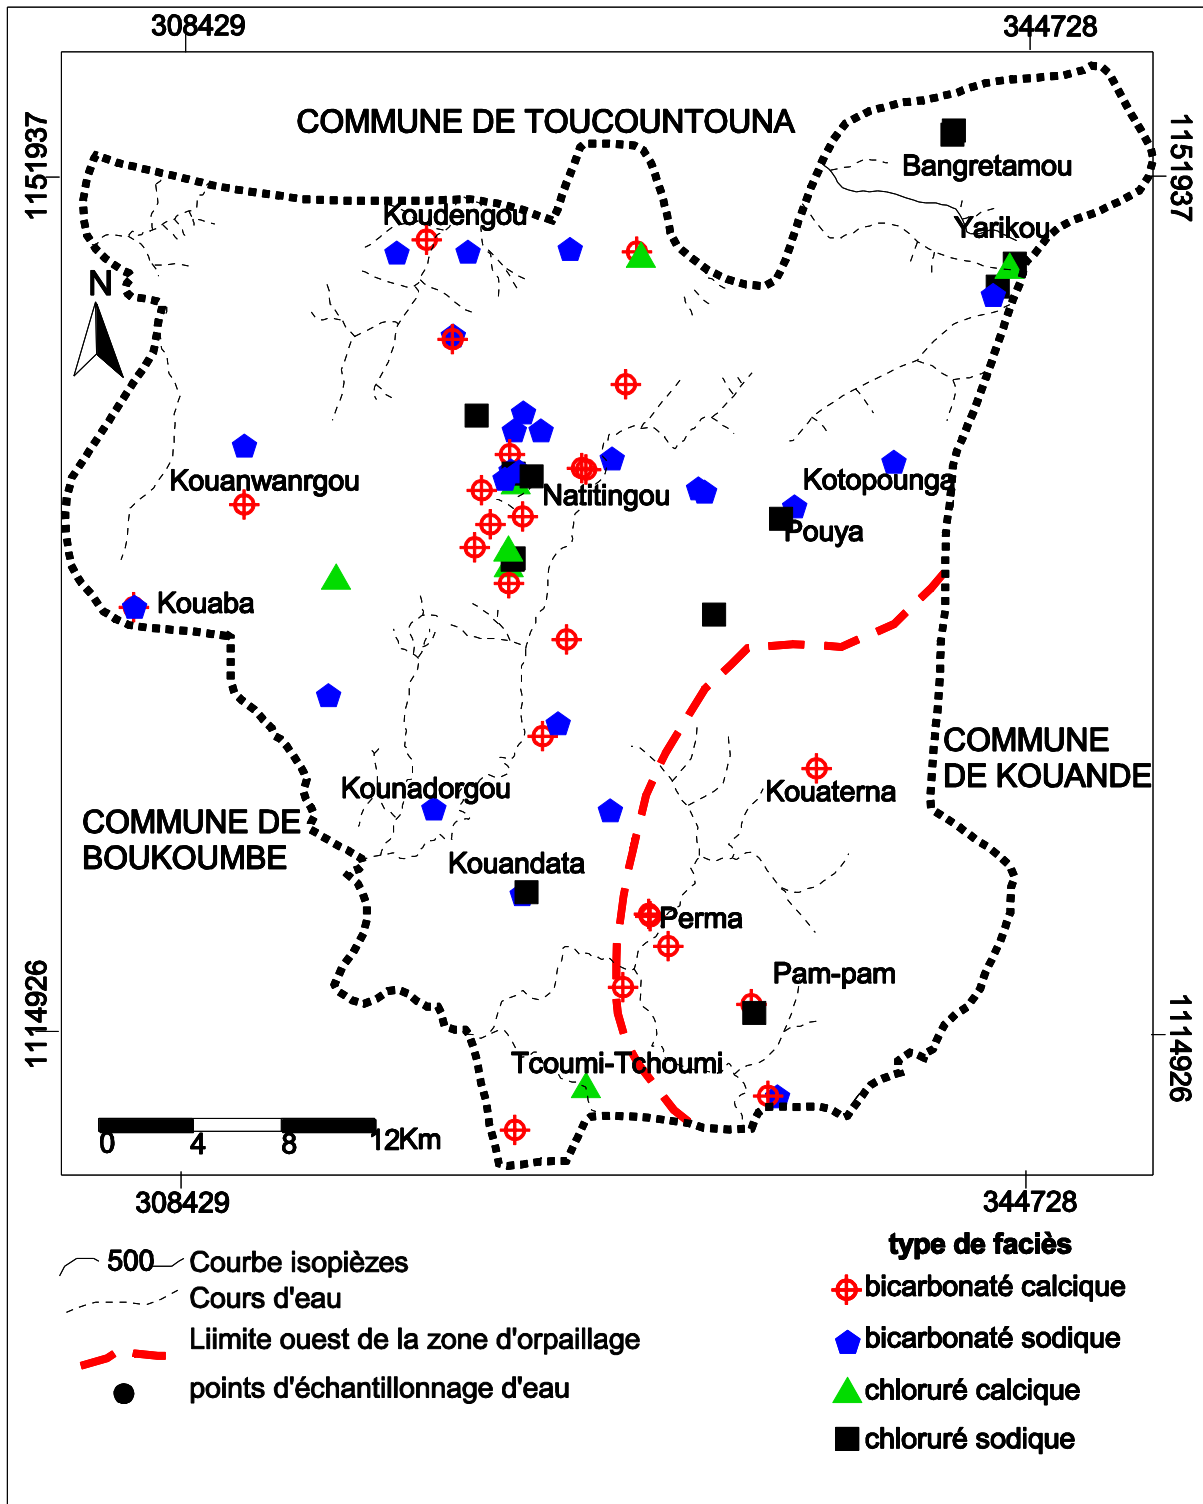 308429
344728
1151937
1151937
COMMUNE DE TOUCOUNTOUNA
Bangretamou
Koudengou
Yarikou
N
Kouanwanrgou
Natitingou
Kotopounga
Pouya
Kouaba
COMMUNE
DE KOUANDE
Kounadorgou
Kouaterna
COMMUNE DE
BOUKOUMBE
Kouandata
Perma
Pam-pam
1114926
1114926
Tcoumi-Tchoumi
0 4 8 12Km
308429
344728
500 Courbe isopièzes
Cours d'eau
Liimite ouest de la zone d'orpaillage
points d'échantillonnage d'eau
type de faciès
bicarbonaté calcique
bicarbonaté sodique
chloruré calcique
chloruré sodique